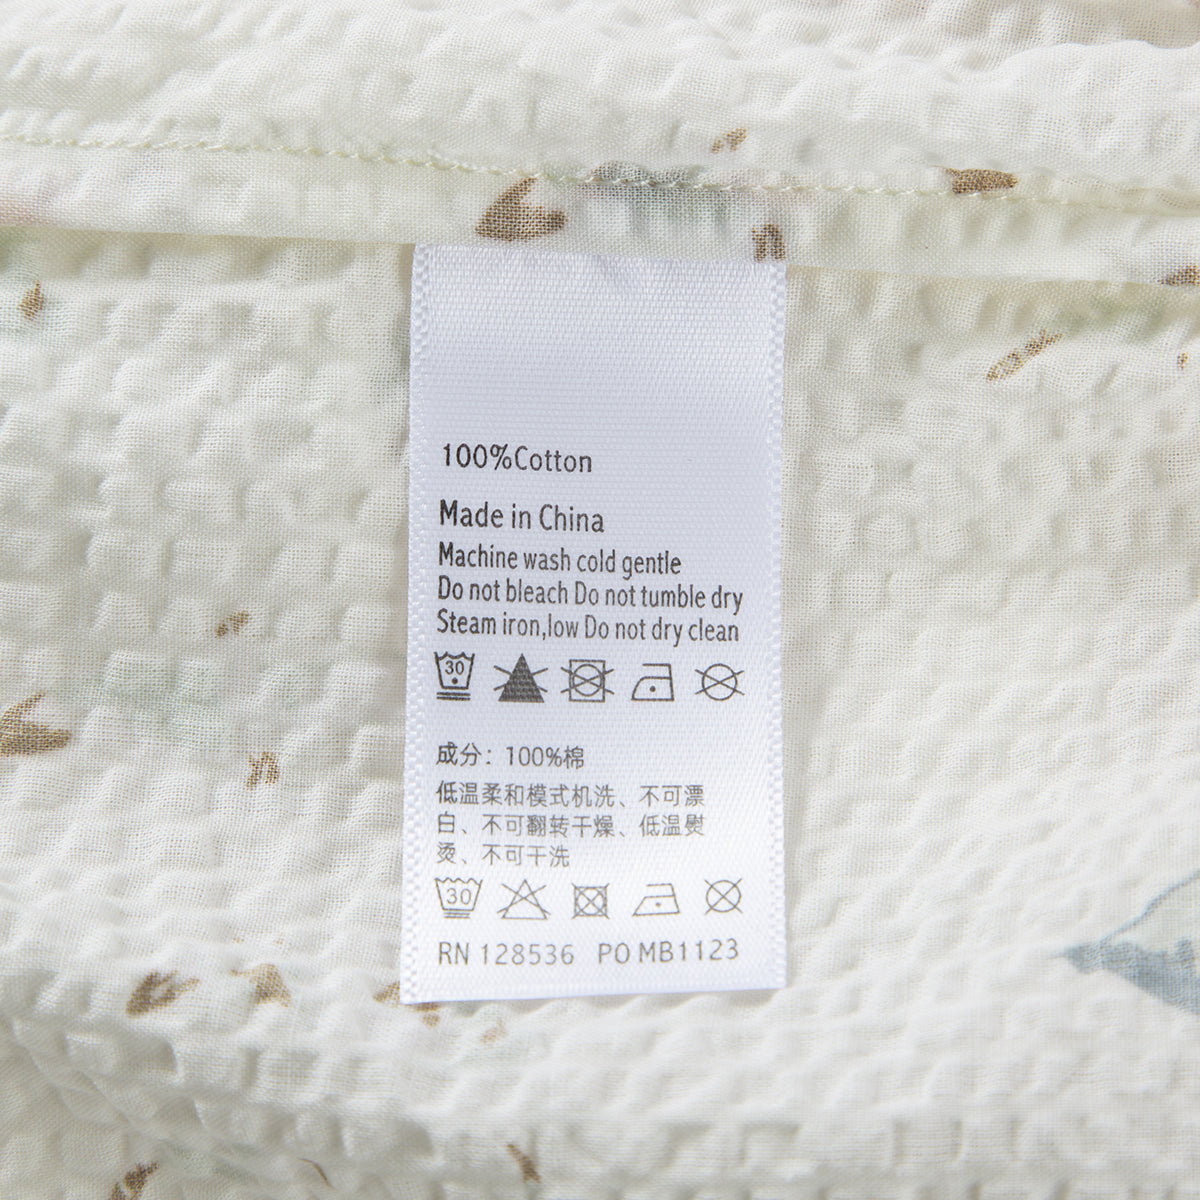 100%Cotton
Made in China
Machine wash cold gentle
Do not bleach Do not tumble dry
Steam iron,low Do not dry clean
30
成分：100%棉
低温柔和模式机洗、不可漂
白、不可翻转干燥、低温熨
烫、不可干洗
30
RN 128536 PO MB1123